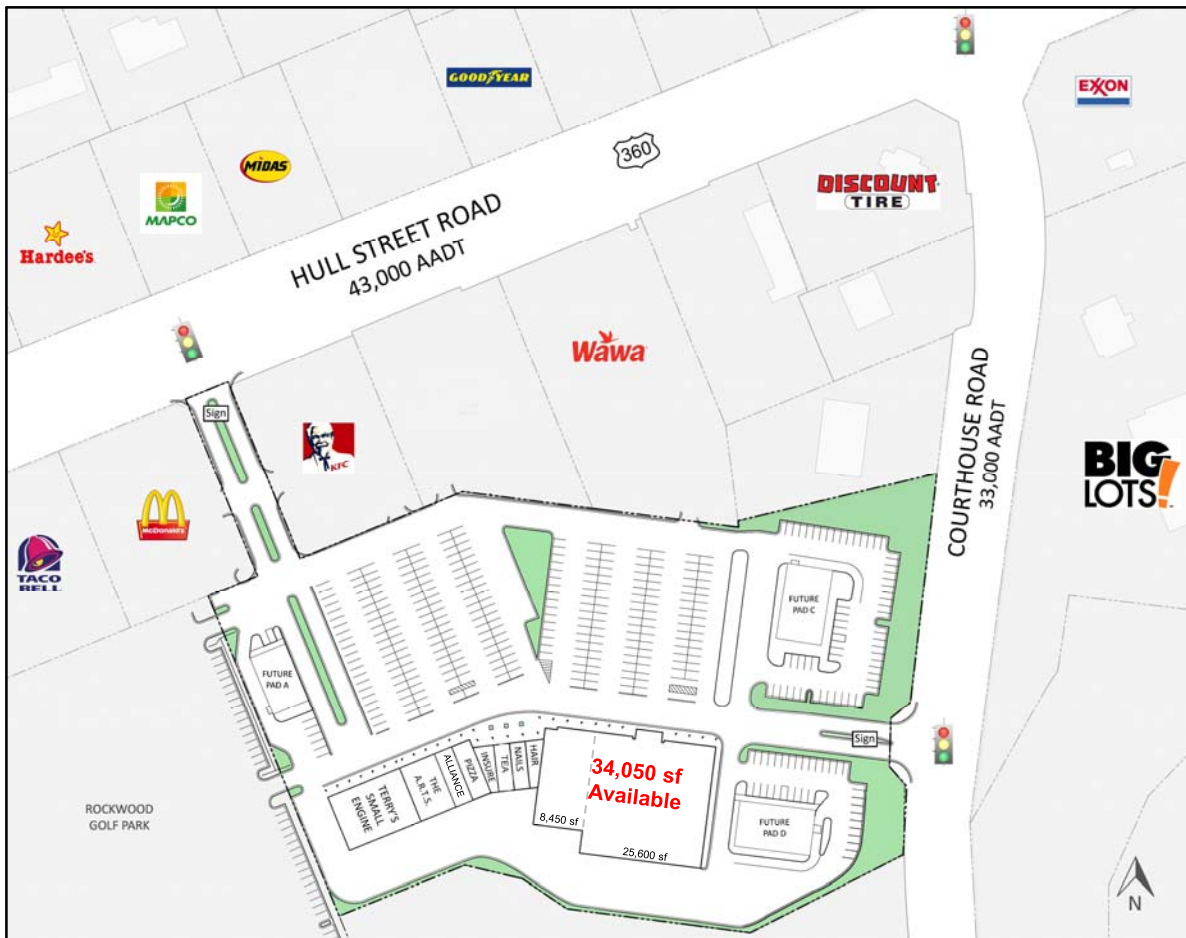 GOODYEAR
EXXON
360
MIDAS
DISCOUNT
TIRE
MAPCO
Hardee's
HULL STREET ROAD
43,000 AADT
Wawa
COURTHOUSE ROAD
33,000 AADT
Sign
KFC
BIG
LOTS!
McDonald's
TACO
BELL
FUTURE
PAD C
FUTURE
PAD A
Sign
HAIR
NAILS
TEA
INSURE
PIZZA
ALLIANCE
THE
A.R.T.S.
TERRY'S
SMALL
ENGINE
34,050 sf
Available
8,450 sf
25,600 sf
FUTURE
PAD D
ROCKWOOD
GOLF PARK
N